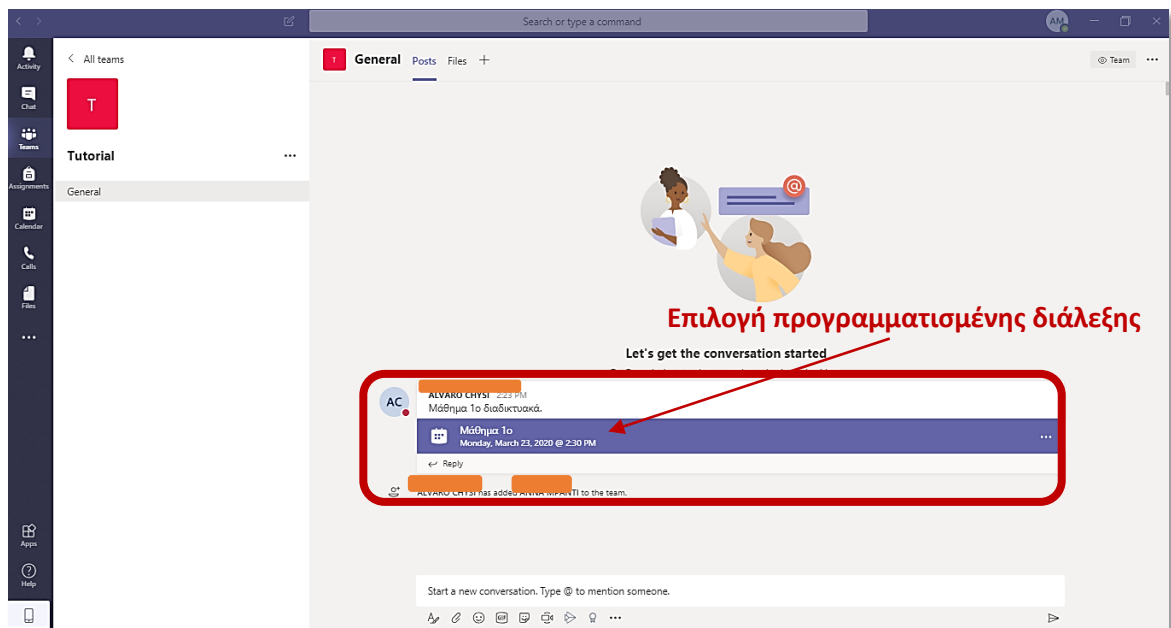 Search or type a command
AM
Activity
Chat
Teams
Assignments
Calendar
Calls
Files
Apps
Help
All teams
T
Tutorial
General
T
General Posts Files
Team
@
Επιλογή προγραμματισμένης διάλεξης
Let's get the conversation started
AC
ALVARO CHYSI 2:23 PM
Μάθημα 1ο διαδικτυακά.
Μάθημα 1ο
Monday, March 23, 2020 @ 2:30 PM
Reply
has added to the team.
Start a new conversation. Type @ to mention someone.
GIF